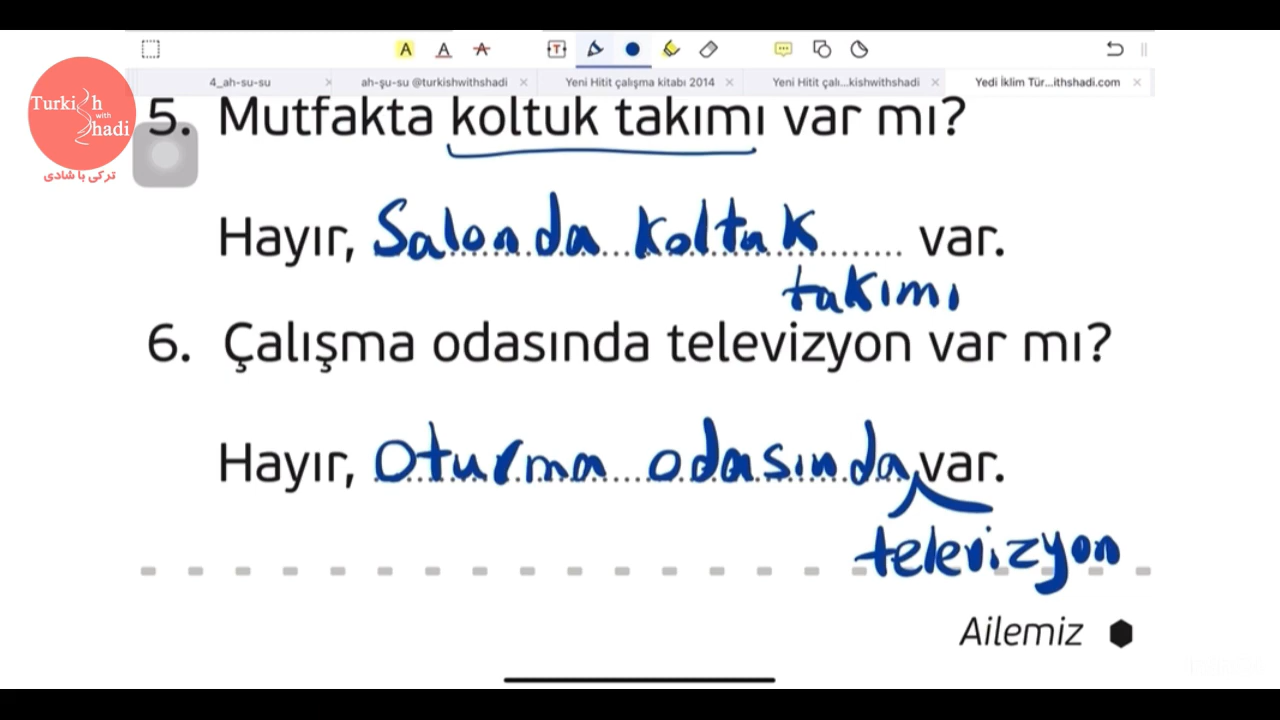 4_ah-su-su ah-şu-su @turkishwithshadi Yeni Hitit çalışma kitabı 2014 Yeni Hitit çalı...kishwithshadi Yedi İklim Tür...ithshadi.com
Turkish
with
Shadi
ترکی با شادی
5. Mutfakta koltuk takımı var mı?
Hayır, Salonda koltuk var.
takımı
6. Çalışma odasında televizyon var mı?
Hayır, Oturma odasında var.
televizyon
Ailemiz